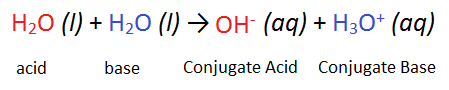 H₂O (l) + H₂O (l) → OH⁻ (aq) + H₃O⁺ (aq)
acid base Conjugate Acid Conjugate Base